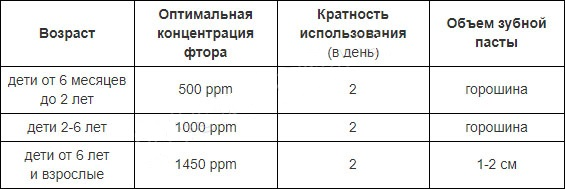 Возраст
Оптимальная
концентрация
фтора
Кратность
использования
(в день)
Объем зубной
пасты
дети от 6 месяцев
до 2 лет
500 ppm
2
горошина
дети 2-6 лет
1000 ppm
2
горошина
дети от 6 лет
и взрослые
1450 ppm
2
1-2 см